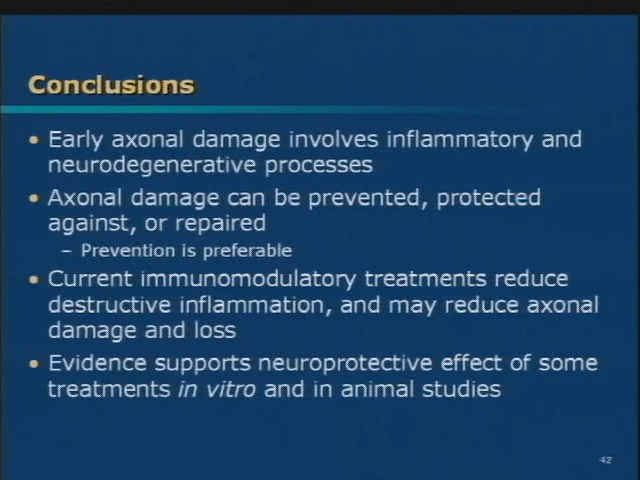 Conclusions
• Early axonal damage involves inflammatory and
neurodegenerative processes
• Axonal damage can be prevented, protected
against, or repaired
– Prevention is preferable
• Current immunomodulatory treatments reduce
destructive inflammation, and may reduce axonal
damage and loss
• Evidence supports neuroprotective effect of some
treatments in vitro and in animal studies
42